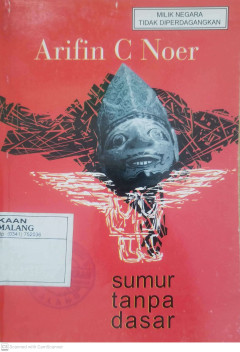 MILIK NEGARA
TIDAK DIPERDAGANGKAN
Arifin C Noer
KAAN
MALANG
sumur
tanpa
dasar